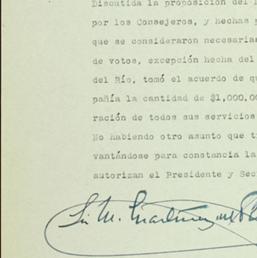 Discutida la proposición del
por los Consejeros, y hechas
que se consideraron necesarias
de votos, excepción hecha del
del Río, tomó el acuerdo de qu
pañía la cantidad de $1,000,00
ración de todos sus servicios
No habiendo otro asunto que t
vantándose para constancia la
autorizan el Presidente y Sec